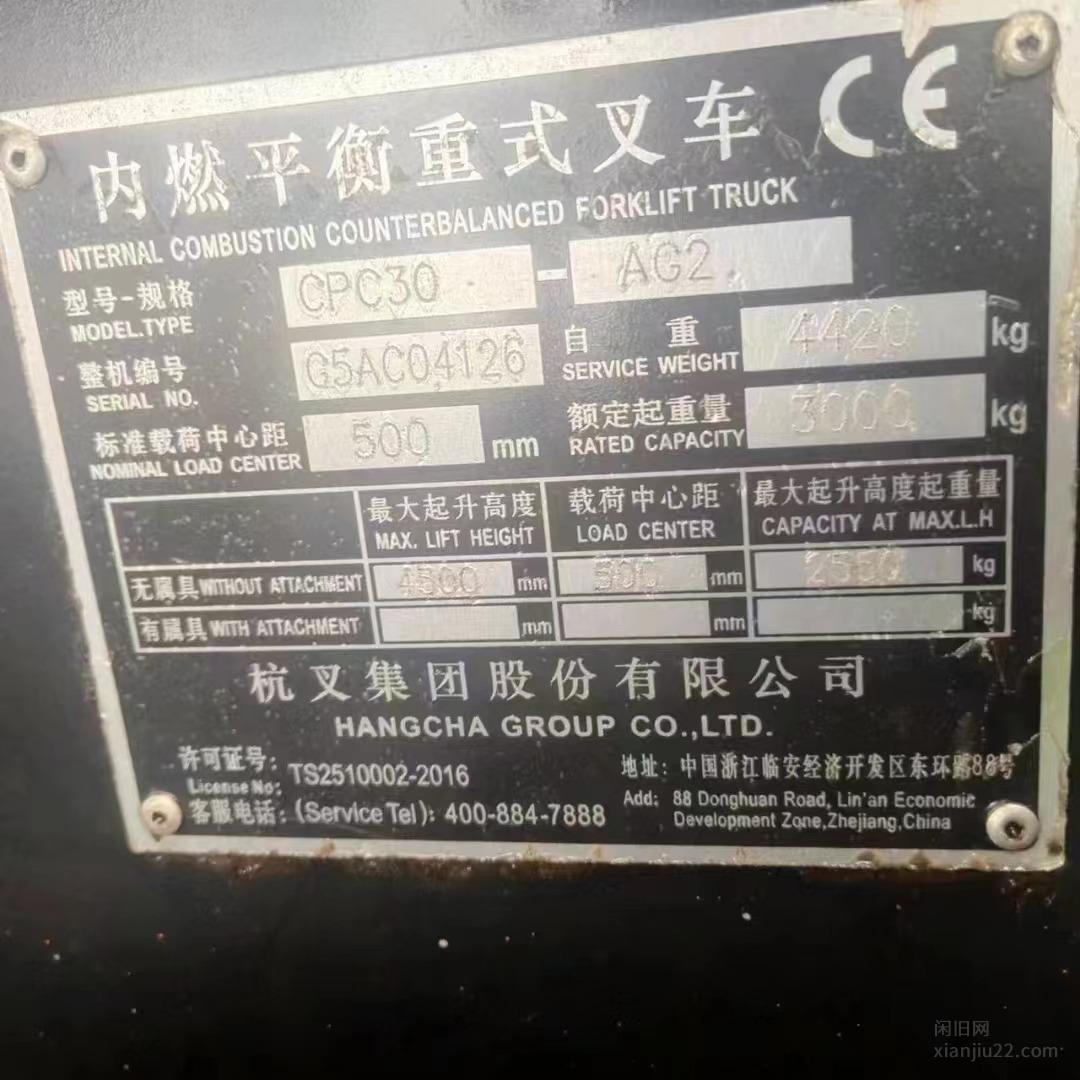 内燃平衡重式叉车 CE
INTERNAL COMBUSTION COUNTERBALANCED FORKLIFT TRUCK
型号-规格 CPC30 - AG2
MODEL.TYPE
整机编号 G5AC04126 自重 4420 kg
SERIAL NO. SERVICE WEIGHT
标准载荷中心距 500 mm 额定起重量 3000 kg
NOMINAL LOAD CENTER RATED CAPACITY
最大起升高度 载荷中心距 最大起升高度起重量
MAX. LIFT HEIGHT LOAD CENTER CAPACITY AT MAX.L.H
无属具 WITHOUT ATTACHMENT 4500 mm 500 mm kg
有属具 WITH ATTACHMENT mm mm kg
杭叉集团股份有限公司
HANGCHA GROUP CO.,LTD.
许可证号: TS2510002-2016
License No:
客服电话: (Service Tel): 400-884-7888
地址: 中国浙江临安经济开发区东环路88号
Add: 88 Donghuan Road, Lin'an Economic
Development Zone,Zhejiang,China
闲旧网
xianjiu22.com